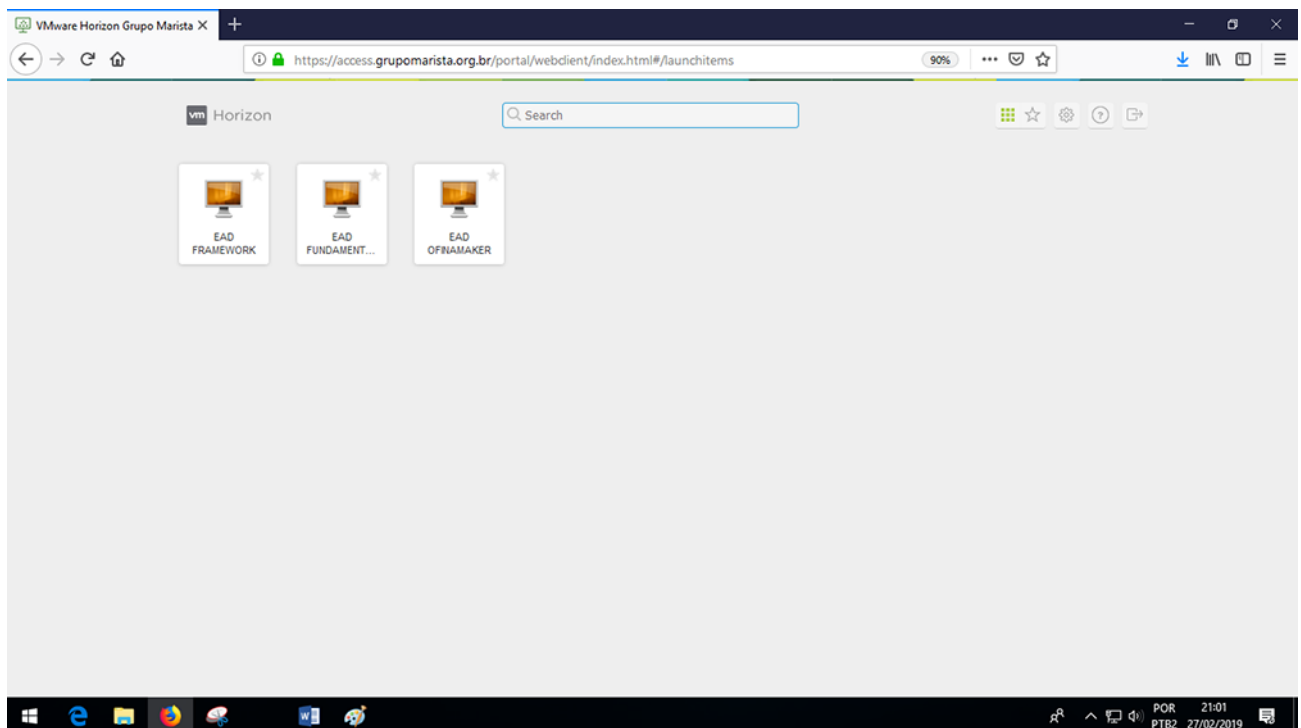 VMware Horizon Grupo Marista
https://access.grupomarista.org.br/portal/webclient/index.html#/launchitems
90%
vm Horizon
Search
EAD
FRAMEWORK
EAD
FUNDAMENT...
EAD
OFINAMAKER
POR
PTB2
21:01
27/02/2019